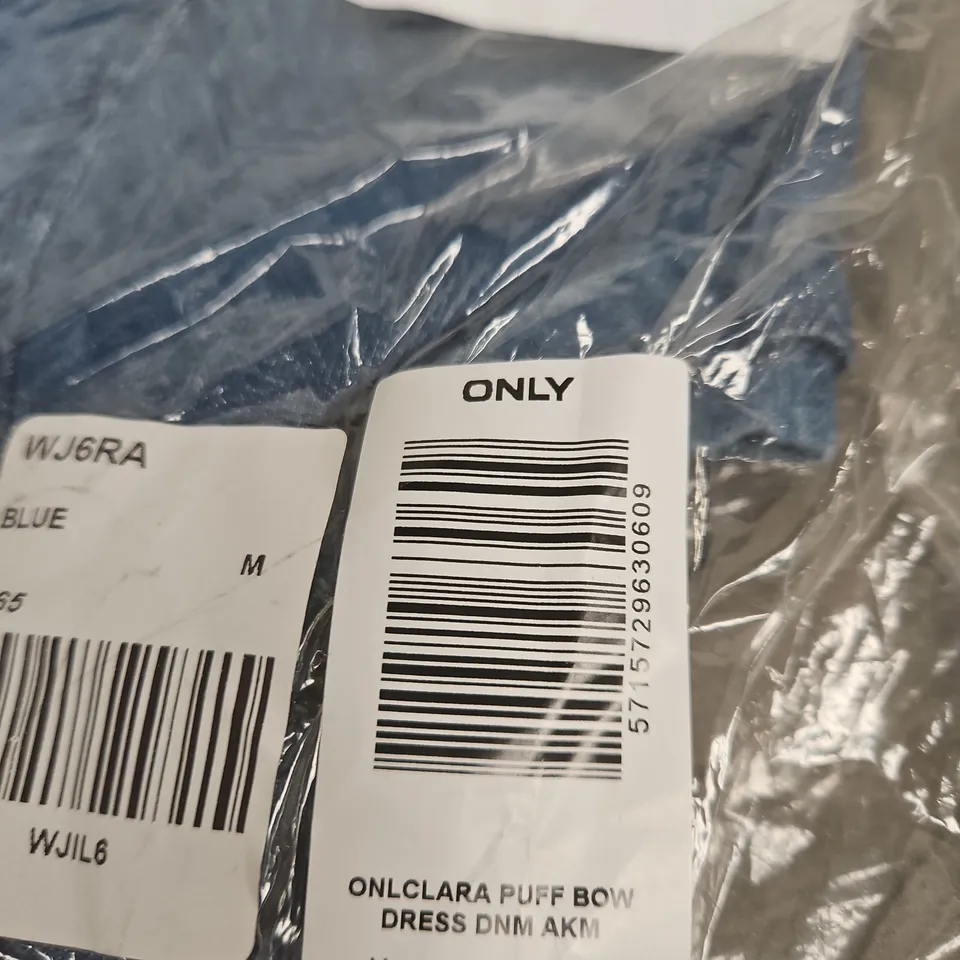 WJ6RA
BLUE
M
65
WJIL6
ONLY
5715729630609
ONLCLARA PUFF BOW
DRESS DNM AKM